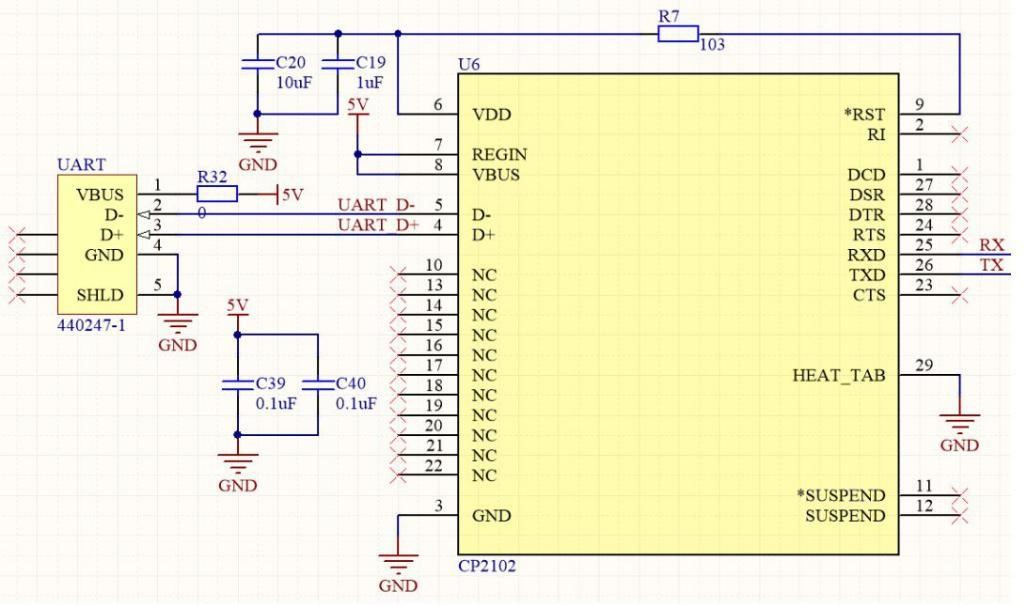 R7
103
C20
10uF
C19
1uF
5V
GND
U6
6 VDD
7 REGIN
8 VBUS
5 D-
4 D+
10 NC
13 NC
14 NC
15 NC
16 NC
17 NC
18 NC
19 NC
20 NC
21 NC
22 NC
3 GND
GND
*RST 9
RI 2
DCD 1
DSR 27
DTR 28
RTS 24
RXD 25 RX
TXD 26 TX
CTS 23
HEAT_TAB 29
GND
*SUSPEND 11
SUSPEND 12
CP2102
UART
VBUS 1
D- 2
D+ 3
GND 4
SHLD 5
440247-1
R32
0
5V
UART D-
UART D+
GND
5V
C39
0.1uF
C40
0.1uF
GND